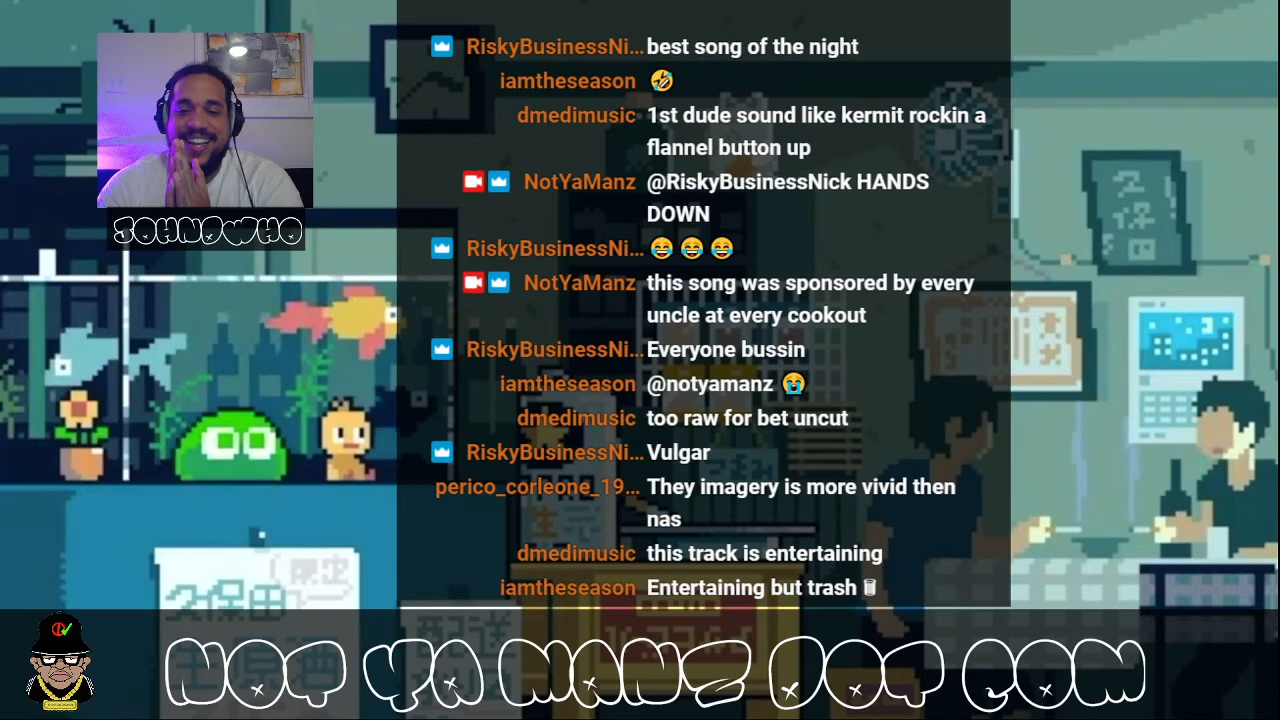 RiskyBusinessNi... best song of the night
iamtheseason 🤣
dmedimusic 1st dude sound like kermit rockin a
flannel button up
NotYaManz @RiskyBusinessNick HANDS
DOWN
JOHNDWHO
RiskyBusinessNi... 😂 😂 😂
NotYaManz this song was sponsored by every
uncle at every cookout
RiskyBusinessNi... Everyone bussin
iamtheseason @notyamanz 😭
dmedimusic too raw for bet uncut
RiskyBusinessNi... Vulgar
perico_corleone_19... They imagery is more vivid then
nas
dmedimusic this track is entertaining
iamtheseason Entertaining but trash 🗑
NOT YA MANZ DOT COM